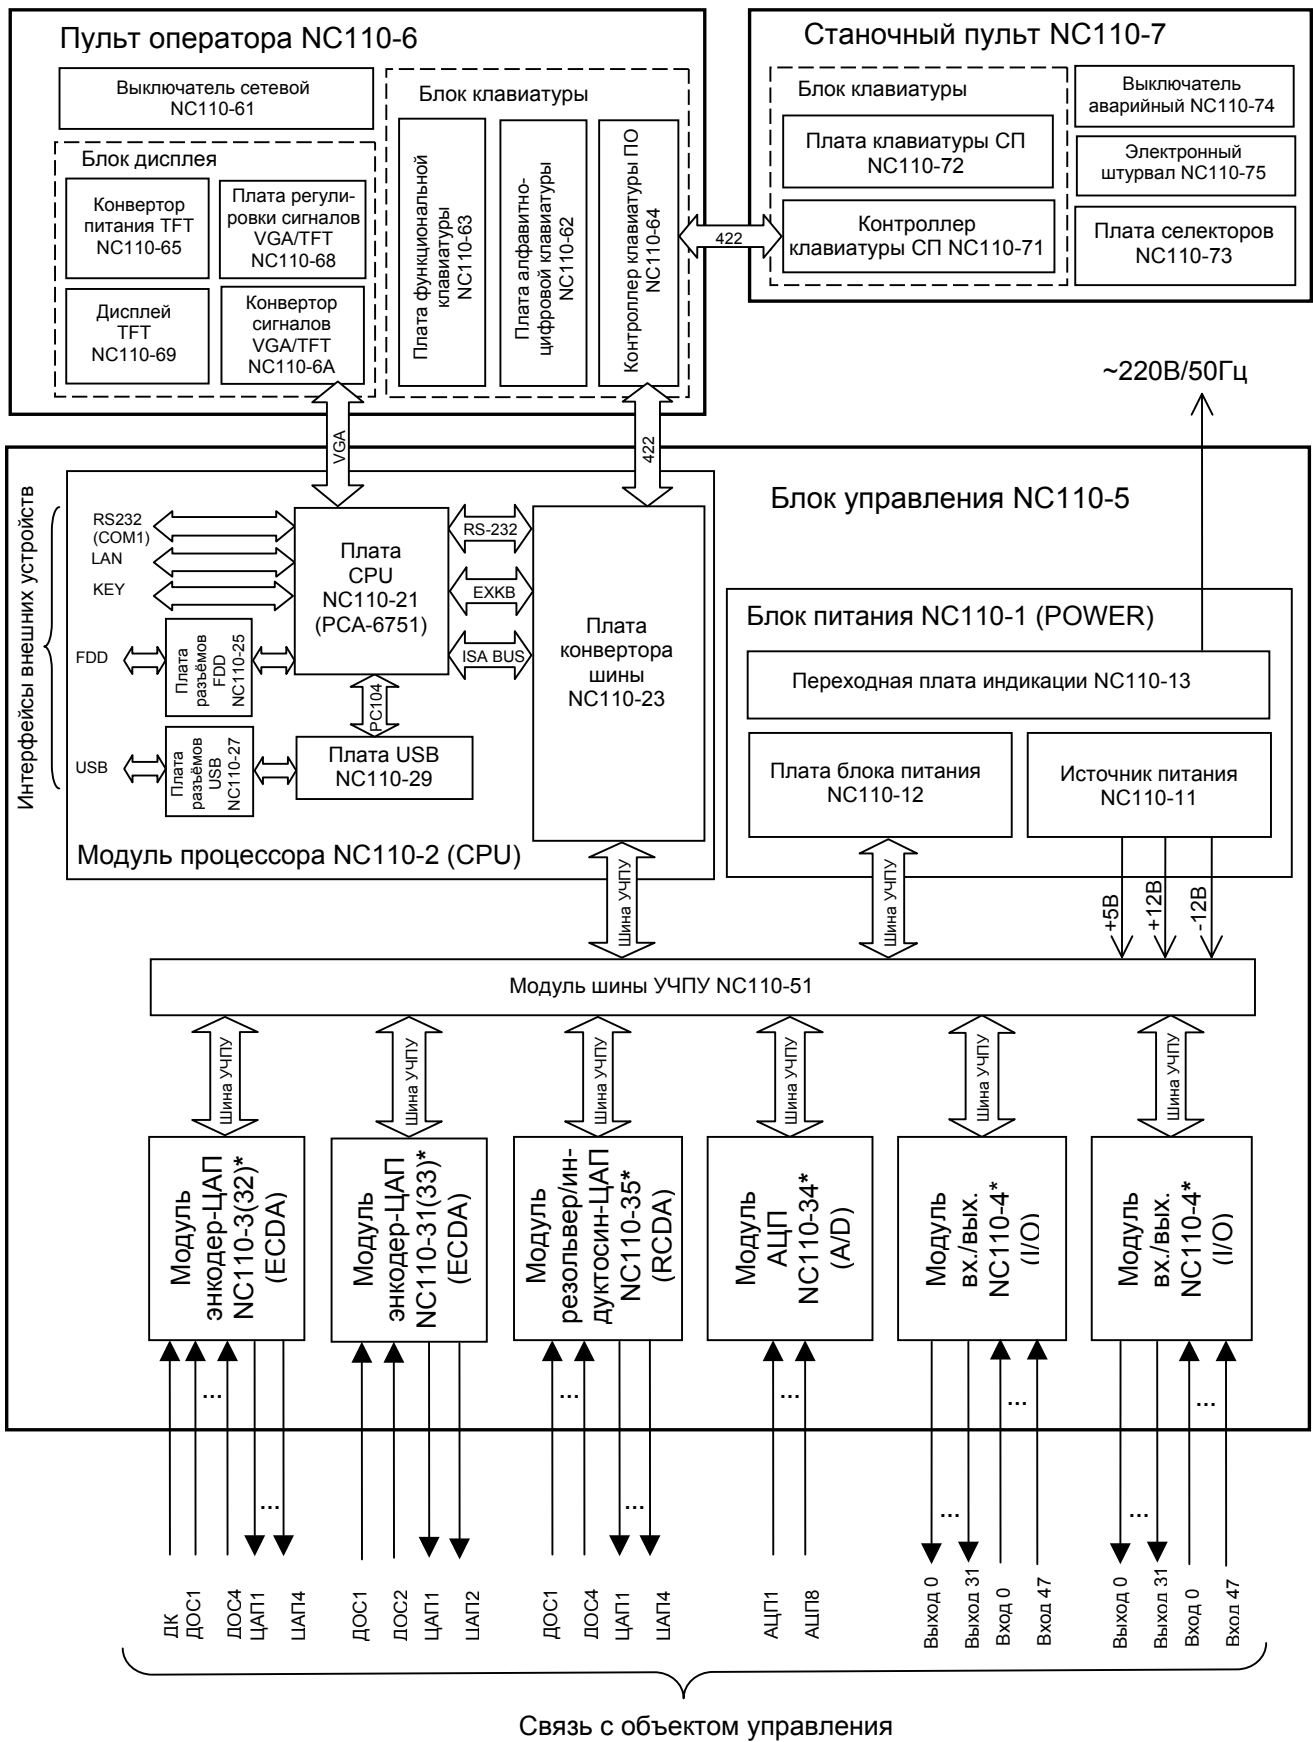 Пульт оператора NC110-6
Выключатель сетевой
NC110-61
Блок дисплея
Конвертор
питания TFT
NC110-65
Плата регули-
ровки сигналов
VGA/TFT
NC110-68
Дисплей
TFT
NC110-69
Конвертор
сигналов
VGA/TFT
NC110-6A
Блок клавиатуры
Плата функциональной
клавиатуры
NC110-63
Плата алфавитно-
цифровой клавиатуры
NC110-62
Контроллер клавиатуры ПО
NC110-64
422
Станочный пульт NC110-7
Блок клавиатуры
Плата клавиатуры СП
NC110-72
Контроллер
клавиатуры СП NC110-71
Выключатель
аварийный NC110-74
Электронный
штурвал NC110-75
Плата селекторов
NC110-73
~220В/50Гц
VGA
422
Блок управления NC110-5
Интерфейсы внешних устройств
RS232
(COM1)
LAN
KEY
FDD
USB
Плата
разъёмов
FDD
NC110-25
Плата
разъёмов
USB
NC110-27
Плата
CPU
NC110-21
(PCA-6751)
PC104
Плата USB
NC110-29
RS-232
EXKB
ISA BUS
Плата
конвертора
шины
NC110-23
Модуль процессора NC110-2 (CPU)
Блок питания NC110-1 (POWER)
Переходная плата индикации NC110-13
Плата блока питания
NC110-12
Источник питания
NC110-11
Шина УЧПУ
Шина УЧПУ
+5В
+12В
-12В
Модуль шины УЧПУ NC110-51
Шина УЧПУ
Шина УЧПУ
Шина УЧПУ
Шина УЧПУ
Шина УЧПУ
Шина УЧПУ
Модуль
энкодер-ЦАП
NC110-3(32)*
(ECDA)
Модуль
энкодер-ЦАП
NC110-31(33)*
(ECDA)
Модуль
резольвер/ин-
дуктосин-ЦАП
NC110-35*
(RCDA)
Модуль
АЦП
NC110-34*
(A/D)
Модуль
вх./вых.
NC110-4*
(I/O)
Модуль
вх./вых.
NC110-4*
(I/O)
...
...
...
...
...
...
...
...
...
ДК
ДОС1
ДОС4
ЦАП1
ЦАП4
ДОС1
ДОС2
ЦАП1
ЦАП2
ДОС1
ДОС4
ЦАП1
ЦАП4
АЦП1
АЦП8
Выход 0
Выход 31
Вход 0
Вход 47
Выход 0
Выход 31
Вход 0
Вход 47
Связь с объектом управления